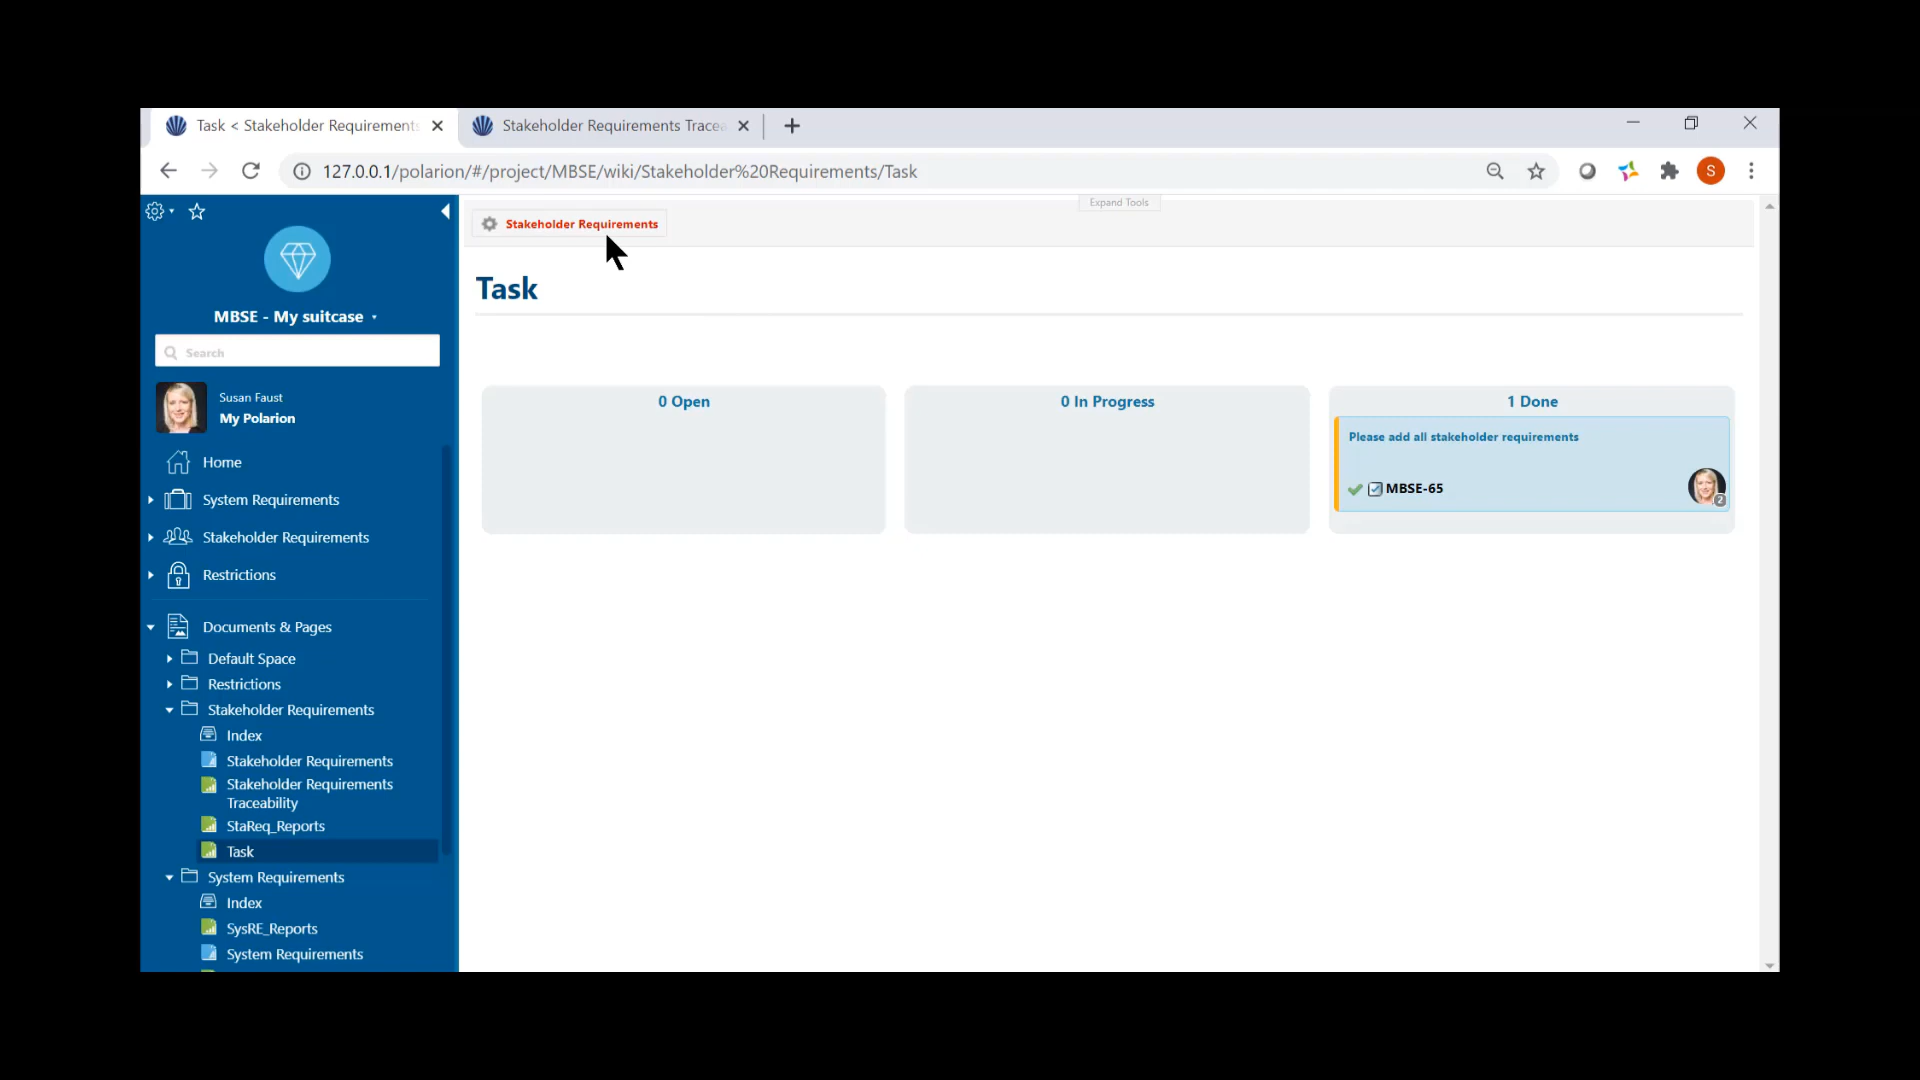 Task < Stakeholder Requirements
Stakeholder Requirements Tracea
127.0.0.1/polarion/#/project/MBSE/wiki/Stakeholder%20Requirements/Task
S
Expand Tools
Stakeholder Requirements
MBSE - My suitcase
Search
Susan Faust
My Polarion
Home
System Requirements
Stakeholder Requirements
Restrictions
Documents & Pages
Default Space
Restrictions
Stakeholder Requirements
Index
Stakeholder Requirements
Stakeholder Requirements
Traceability
StaReq_Reports
Task
System Requirements
Index
SysRE_Reports
System Requirements
Task
0 Open
0 In Progress
1 Done
Please add all stakeholder requirements
MBSE-65
2